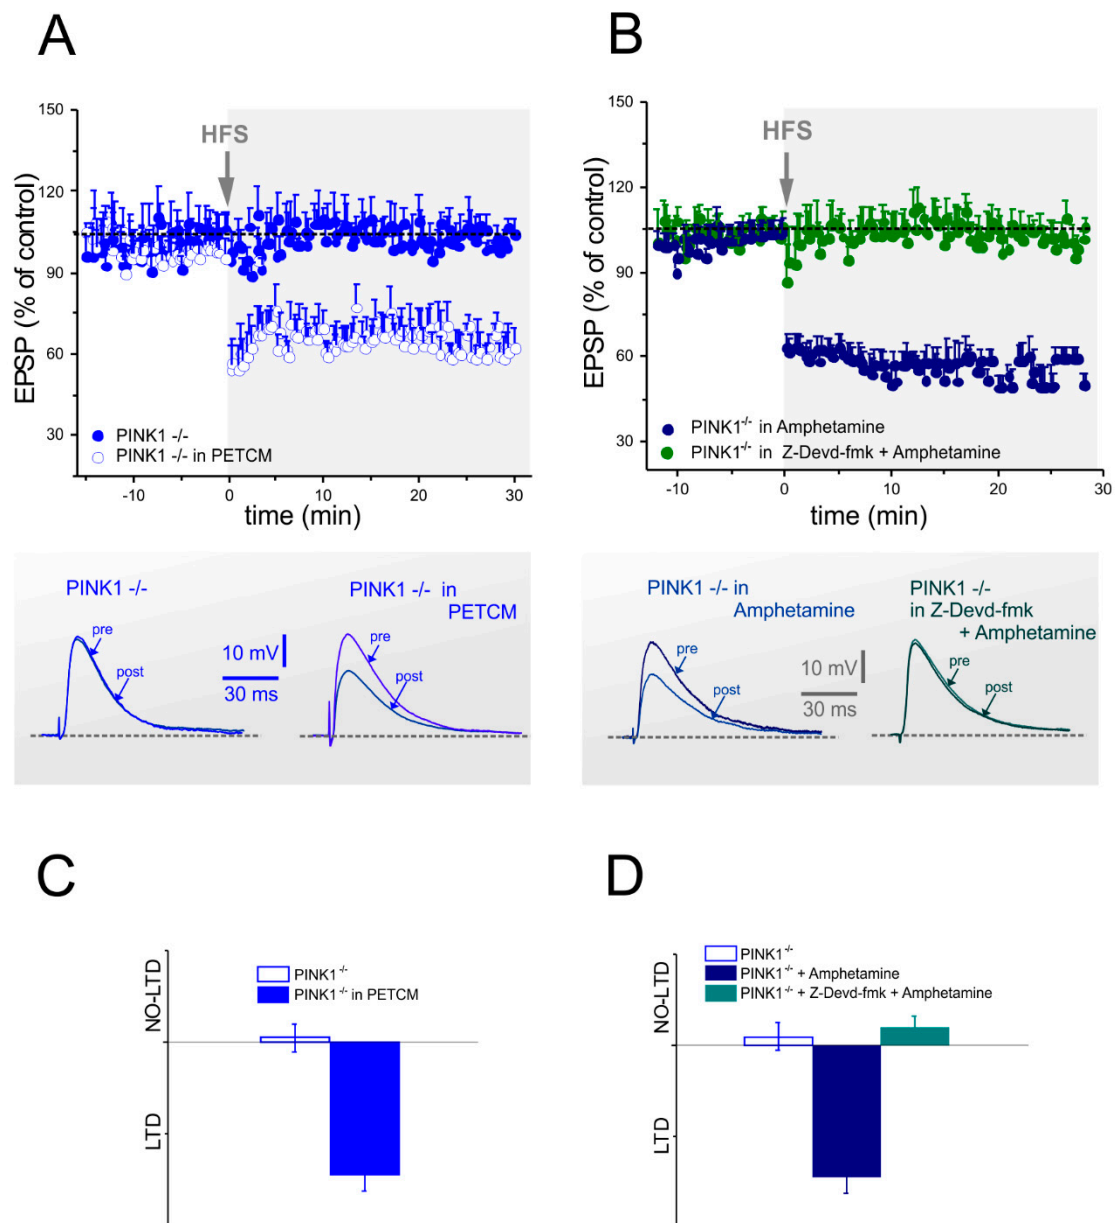 A
150
120
90
60
30
EPSP (% of control)
HFS
PINK1 -/-
PINK1 -/- in PETCM
-10
0
10
20
30
time (min)
B
150
120
90
60
30
EPSP (% of control)
HFS
PINK1-/- in Amphetamine
PINK1-/- in Z-Devd-fmk + Amphetamine
-10
0
10
20
30
time (min)
PINK1 -/-
pre
post
10 mV
30 ms
PINK1 -/- in
PETCM
pre
post
PINK1 -/- in
Amphetamine
pre
post
10 mV
30 ms
PINK1 -/-
in Z-Devd-fmk
+ Amphetamine
pre
post
C
NO-LTD
LTD
PINK1-/-
PINK1-/- in PETCM
D
NO-LTD
LTD
PINK1-/-
PINK1-/- + Amphetamine
PINK1-/- + Z-Devd-fmk + Amphetamine